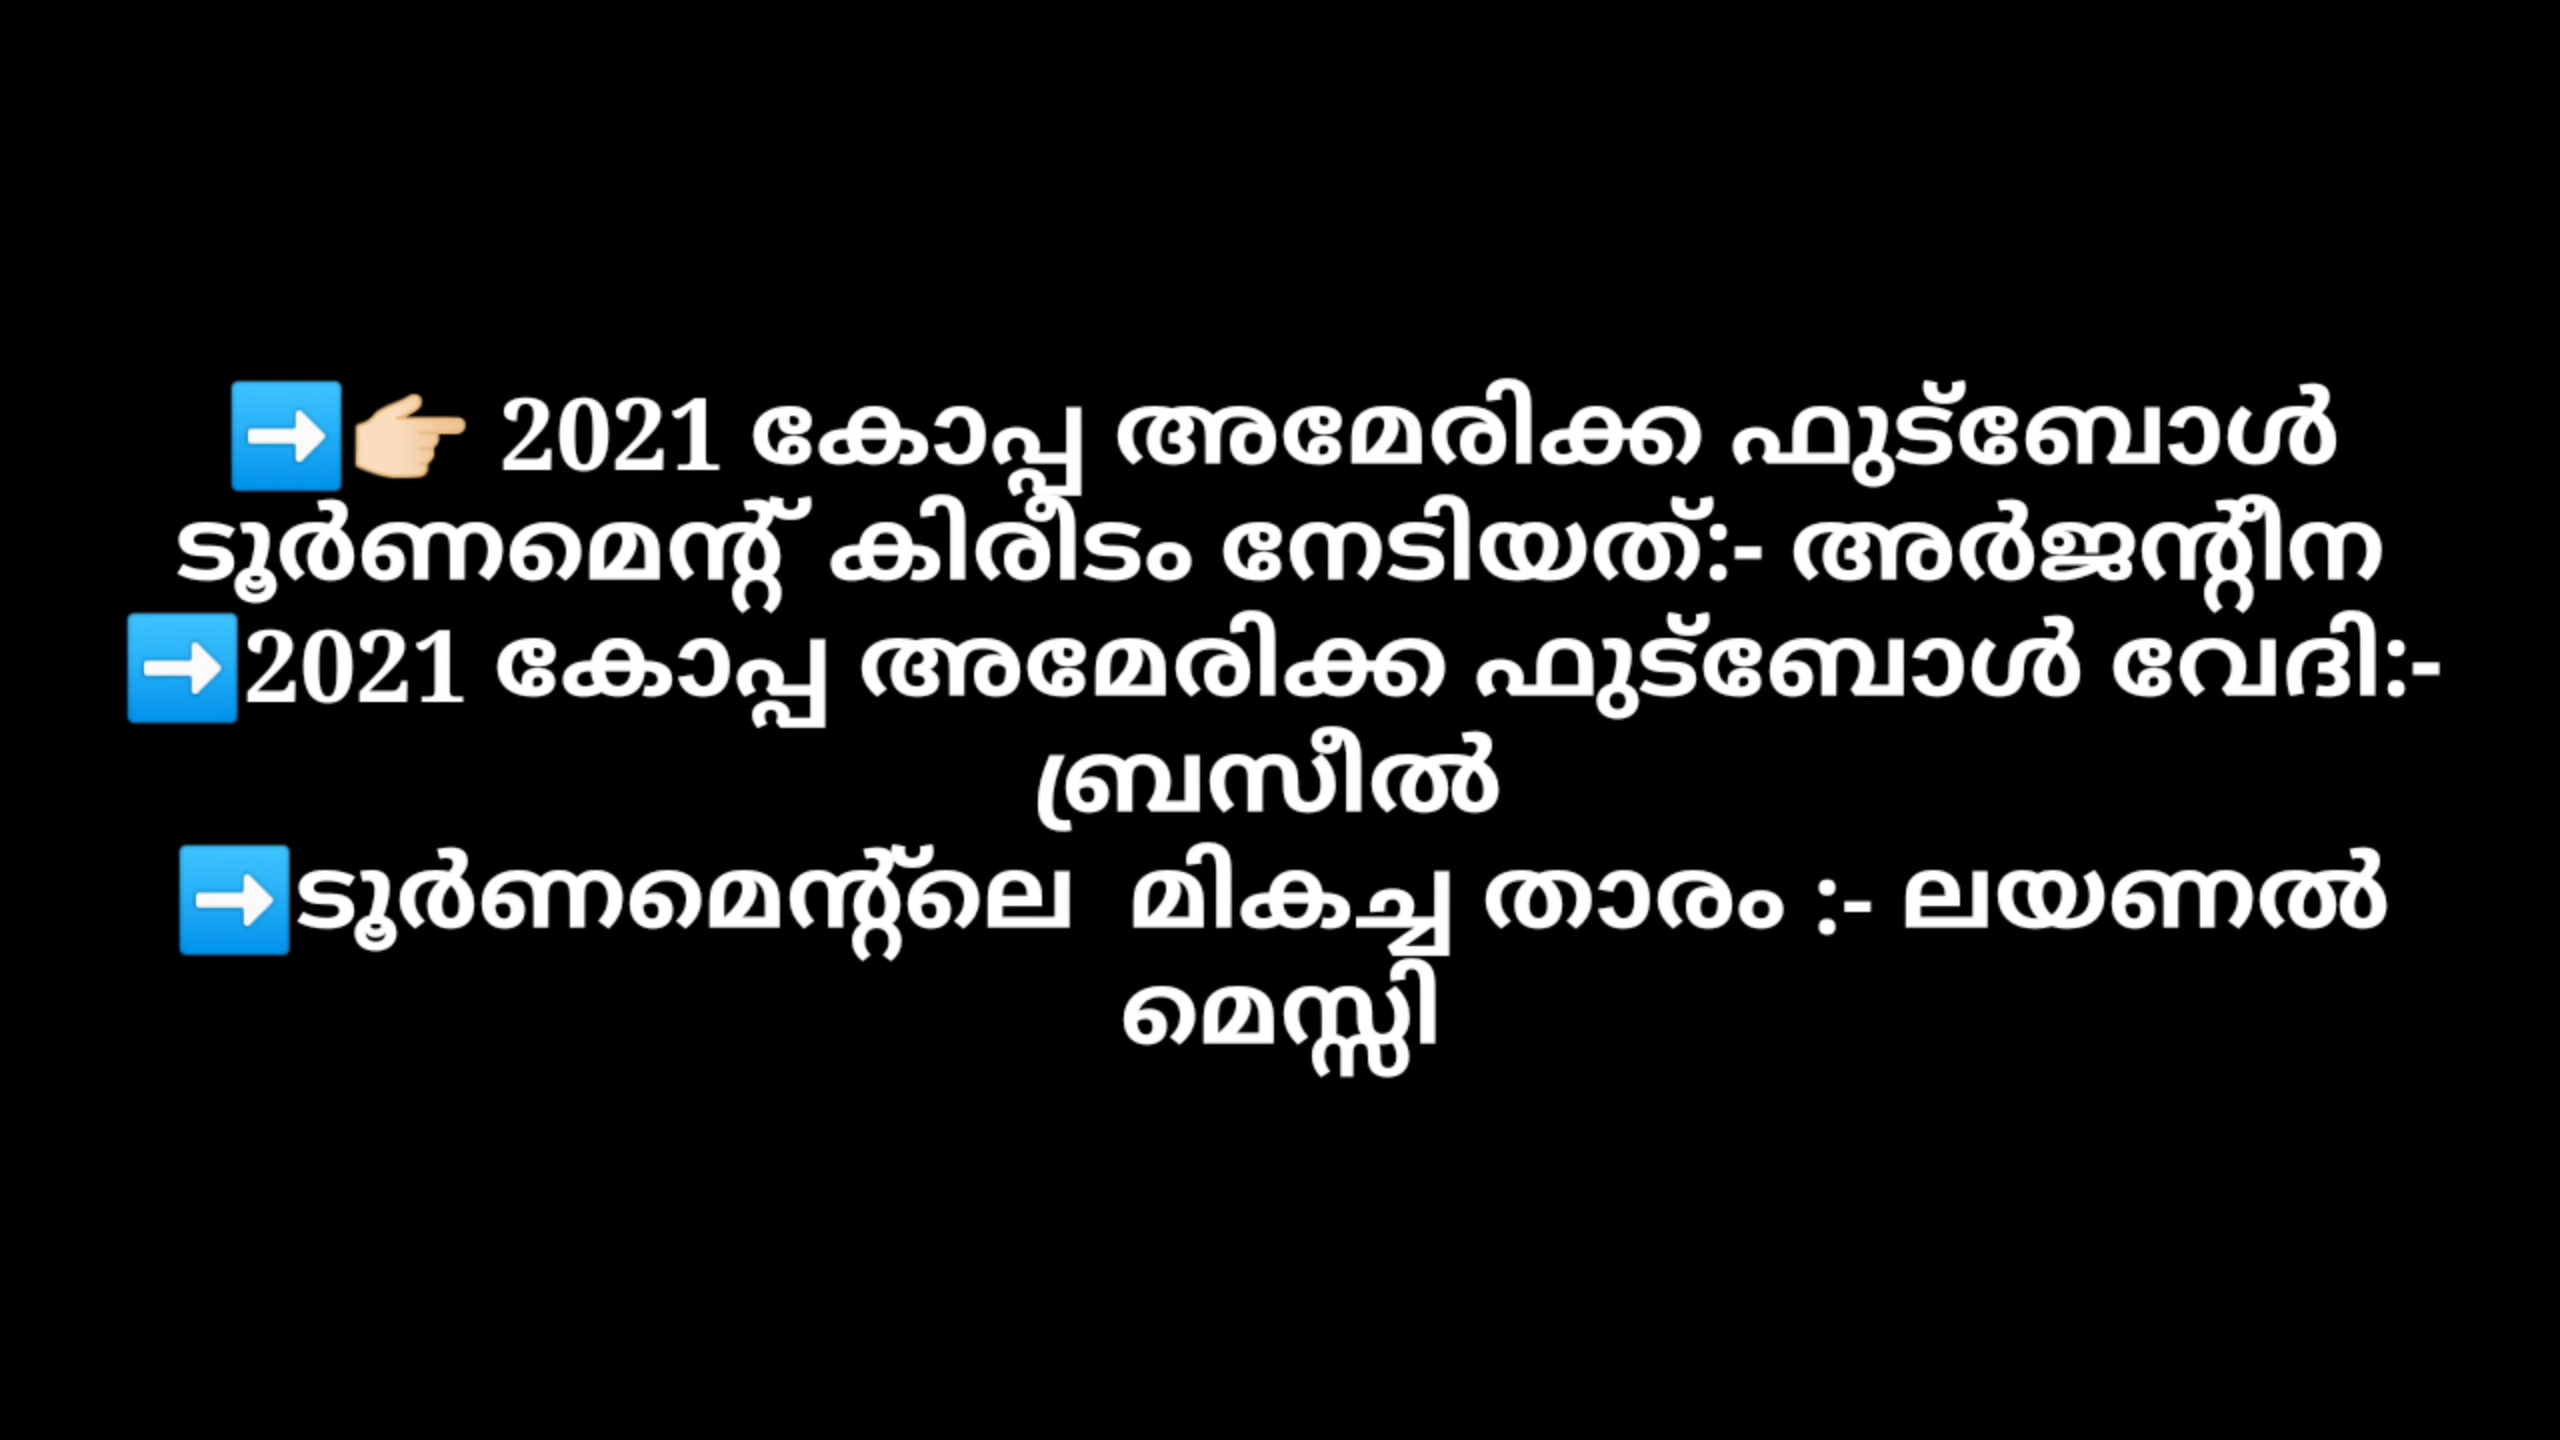 ➡️👉🏻 2021 കോപ്പ അമേരിക്ക ഫുട്ബോൾ
ടൂർണമെന്റ് കിരീടം നേടിയത്:- അർജന്റീന
➡️2021 കോപ്പ അമേരിക്ക ഫുട്ബോൾ വേദി:-
ബ്രസീൽ
➡️ടൂർണമെന്റ്ലെ മികച്ച താരം :- ലയണൽ
മെസ്സി